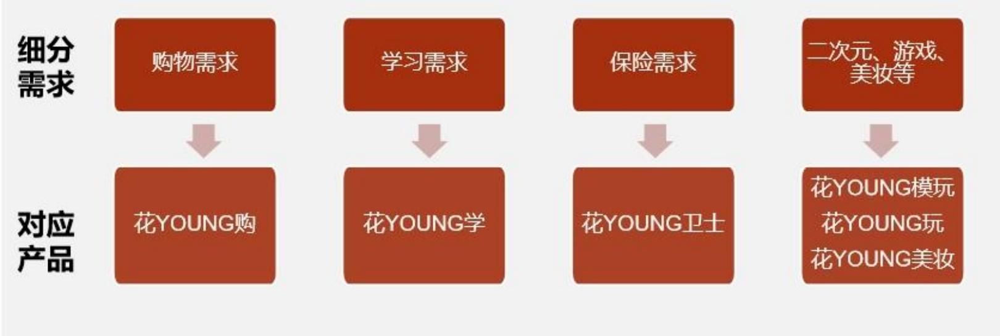 细分
需求
购物需求
学习需求
保险需求
二次元、游戏、
美妆等
对应
产品
花YOUNG购
花YOUNG学
花YOUNG卫士
花YOUNG模玩
花YOUNG玩
花YOUNG美妆